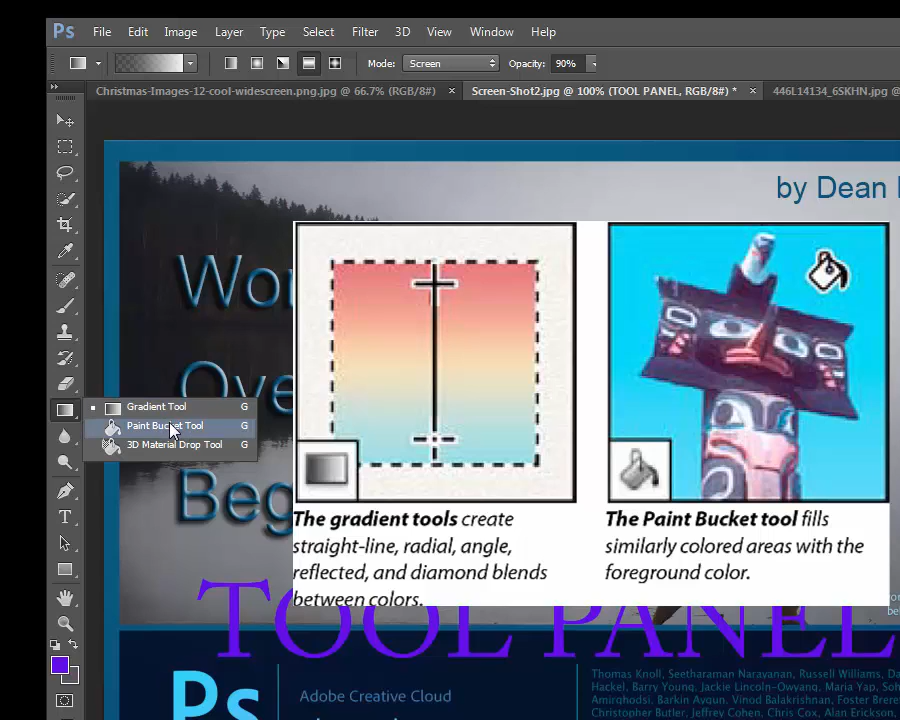 Ps File Edit Image Layer Type Select Filter 3D View Window Help
Mode: Screen Opacity: 90%
Christmas-Images-12-cool-widescreen.png.jpg @ 66.7% (RGB/8#) × Screen-Shot2.jpg @ 100% (TOOL PANEL, RGB/8#) * × 446L14134_6SKHN.jpg @
by Dean
Wor
Ove
Gradient Tool G
Paint Bucket Tool G
3D Material Drop Tool G
Beg
The gradient tools create
straight-line, radial, angle,
reflected, and diamond blends
between colors.
The Paint Bucket tool fills
similarly colored areas with the
foreground color.
TOOL PANEL
Ps
Adobe Creative Cloud
Thomas Knoll, Seetharaman Narayanan, Russell Williams, Da
Hackel, Barry Young, Jackie Lincoln-Owyang, Maria Yap, Soh
Amirghodsi, Barkin Aygun, Vinod Balakrishnan, Foster Brere
Christopher Butler, Jeffrey Cohen, Chris Cox, Alan Erickson,